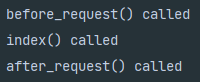 before_request() called
index() called
after_request() called